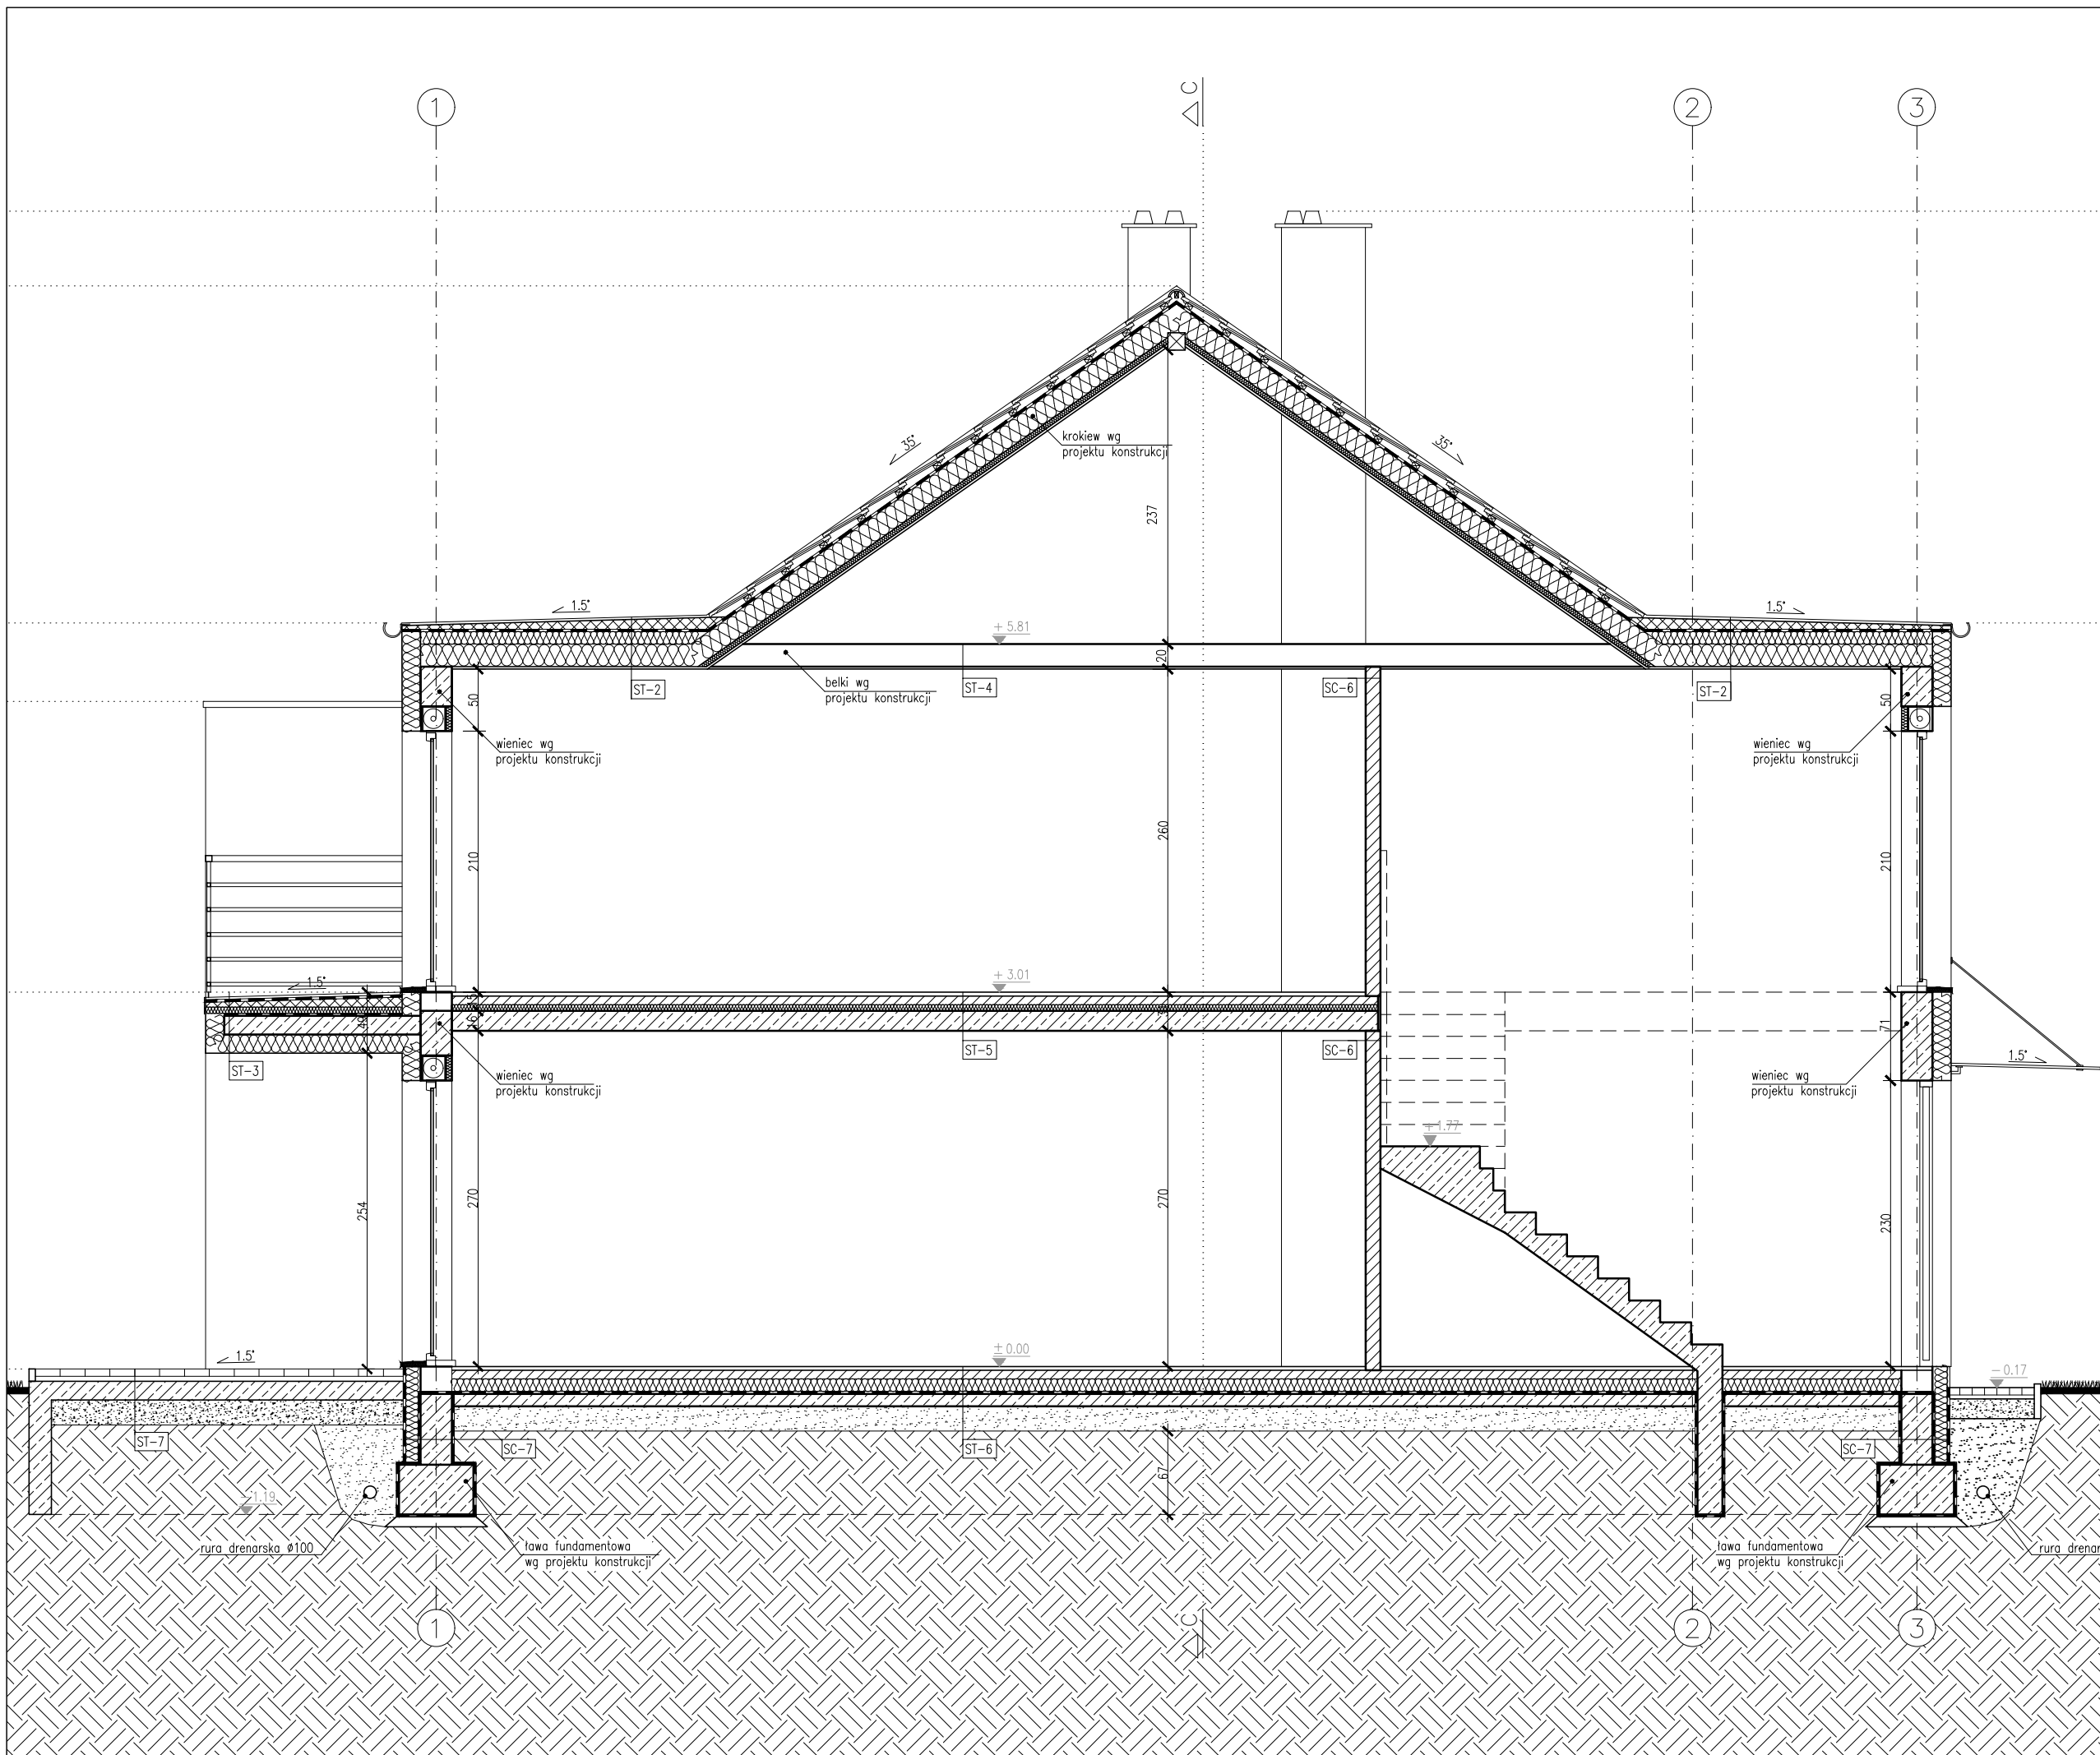 1
C
2
3
35°
35°
krokiew wg
projektu konstrukcji
237
1.5°
1.5°
+ 5.81
20
belki wg
projektu konstrukcji
ST-2
ST-4
SC-6
ST-2
50
50
wieniec wg
projektu konstrukcji
wieniec wg
projektu konstrukcji
210
260
210
+ 3.01
1.5°
49
71
ST-3
ST-5
SC-6
wieniec wg
projektu konstrukcji
wieniec wg
projektu konstrukcji
1.5°
+ 1.77
254
270
270
230
1.5°
± 0.00
- 0.17
ST-7
SC-7
ST-6
SC-7
67
1.19
rura drenarska ø100
ława fundamentowa
wg projektu konstrukcji
ława fundamentowa
wg projektu konstrukcji
rura drenar
1
C
2
3